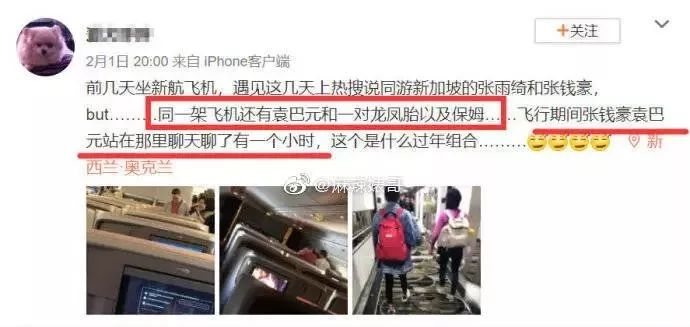 +关注
2月1日 20:00 来自 iPhone客户端
前几天坐新航飞机，遇见这几天上热搜说同游新加坡的张雨绮和张钱豪，
but………同一架飞机还有袁巴元和一对龙凤胎以及保姆……飞行期间张钱豪袁巴
元站在那里聊天聊了有一个小时，这个是什么过年组合………新
西兰·奥克兰
@麻辣婊哥